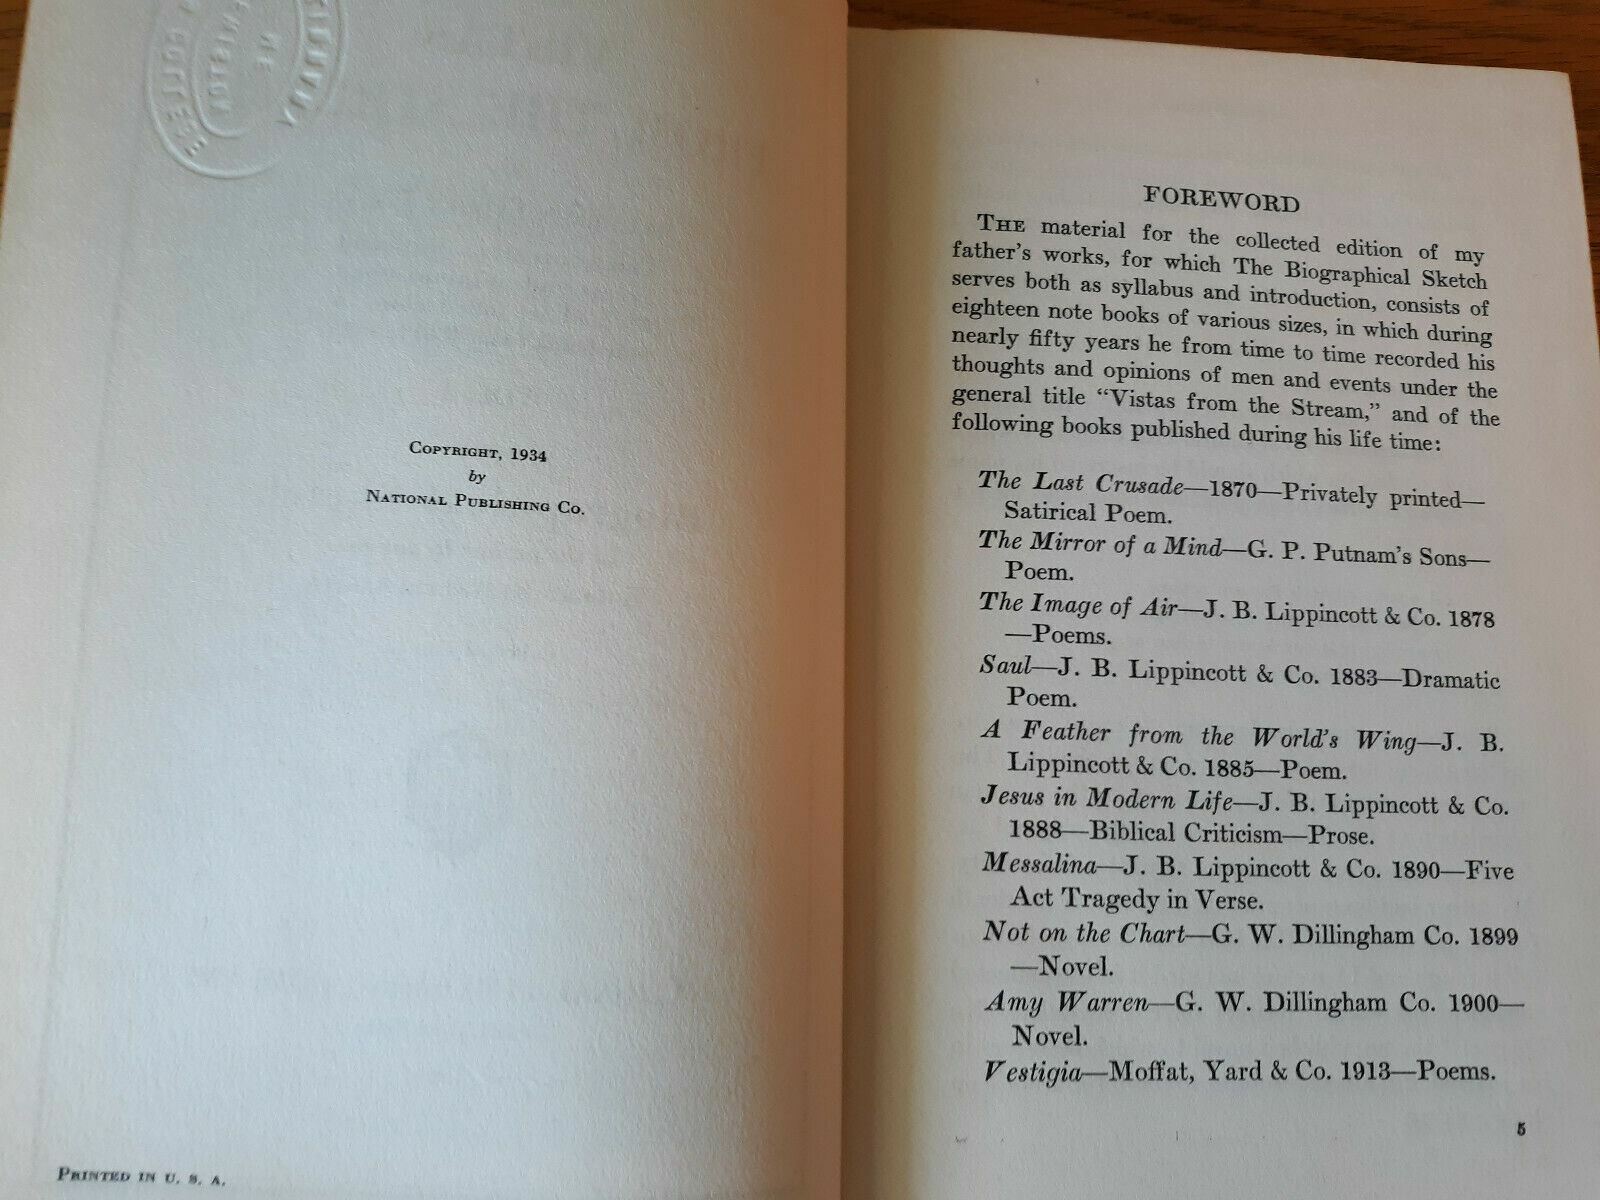 COPYRIGHT, 1934
by
NATIONAL PUBLISHING CO.
PRINTED IN U. S. A.
FOREWORD
THE material for the collected edition of my
father's works, for which The Biographical Sketch
serves both as syllabus and introduction, consists of
eighteen note books of various sizes, in which during
nearly fifty years he from time to time recorded his
thoughts and opinions of men and events under the
general title “Vistas from the Stream,” and of the
following books published during his life time:
The Last Crusade—1870—Privately printed—
Satirical Poem.
The Mirror of a Mind—G. P. Putnam's Sons—
Poem.
The Image of Air—J. B. Lippincott & Co. 1878
—Poems.
Saul—J. B. Lippincott & Co. 1883—Dramatic
Poem.
A Feather from the World's Wing—J. B.
Lippincott & Co. 1885—Poem.
Jesus in Modern Life—J. B. Lippincott & Co.
1888—Biblical Criticism—Prose.
Messalina—J. B. Lippincott & Co. 1890—Five
Act Tragedy in Verse.
Not on the Chart—G. W. Dillingham Co. 1899
—Novel.
Amy Warren—G. W. Dillingham Co. 1900—
Novel.
Vestigia—Moffat, Yard & Co. 1913—Poems.
5